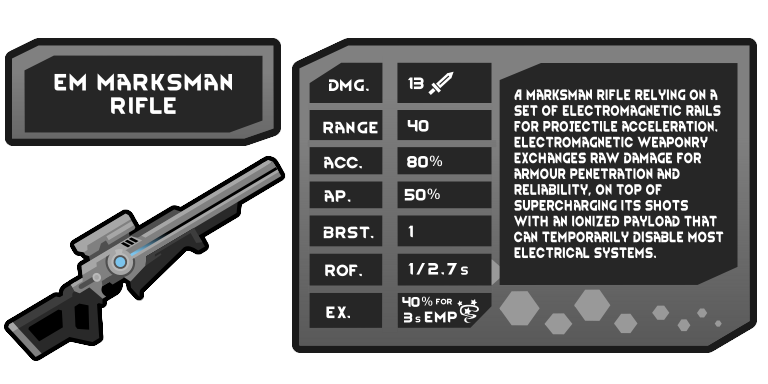 EM MARKSMAN
RIFLE
DMG. 13
RANGE 40
ACC. 80%
AP. 50%
BRST. 1
ROF. 1/2.7s
EX. 40% FOR
3s EMP
A MARKSMAN RIFLE RELYING ON A
SET OF ELECTROMAGNETIC RAILS
FOR PROJECTILE ACCELERATION.
ELECTROMAGNETIC WEAPONRY
EXCHANGES RAW DAMAGE FOR
ARMOUR PENETRATION AND
RELIABILITY, ON TOP OF
SUPERCHARGING ITS SHOTS
WITH AN IONIZED PAYLOAD THAT
CAN TEMPORARILY DISABLE MOST
ELECTRICAL SYSTEMS.